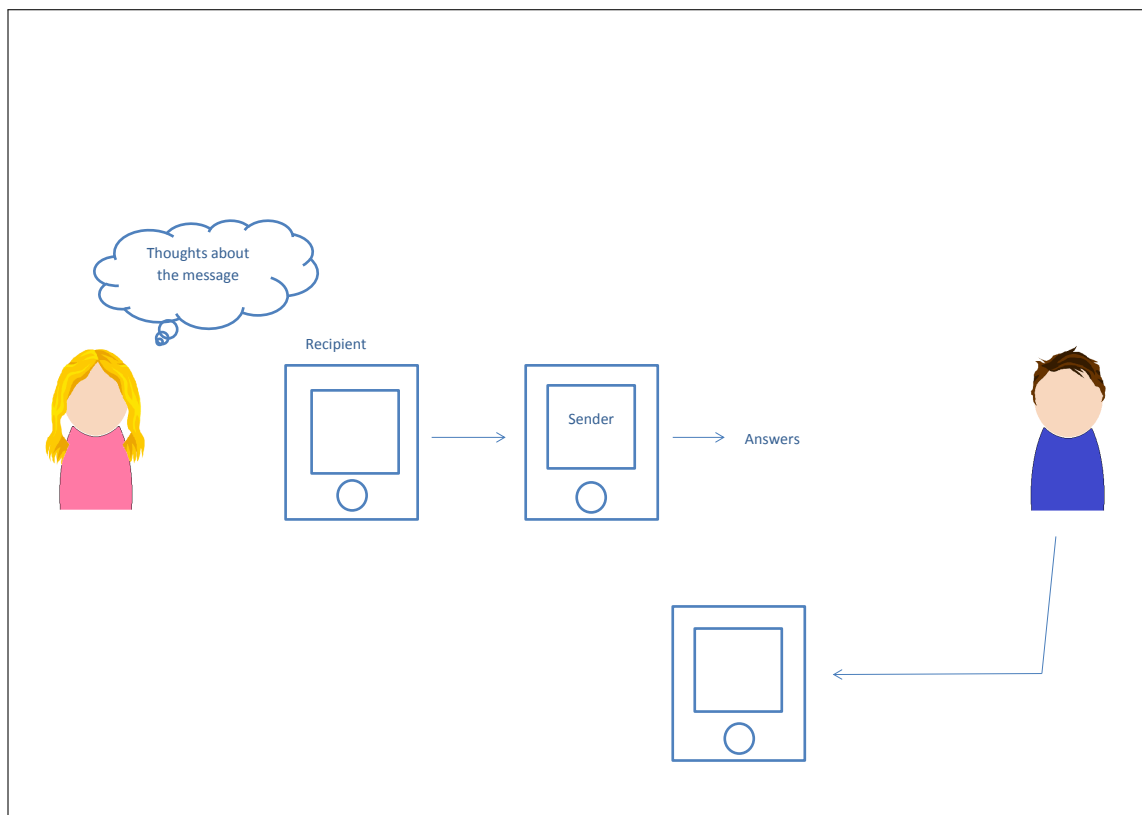 Thoughts about
the message
Recipient
Sender
Answers